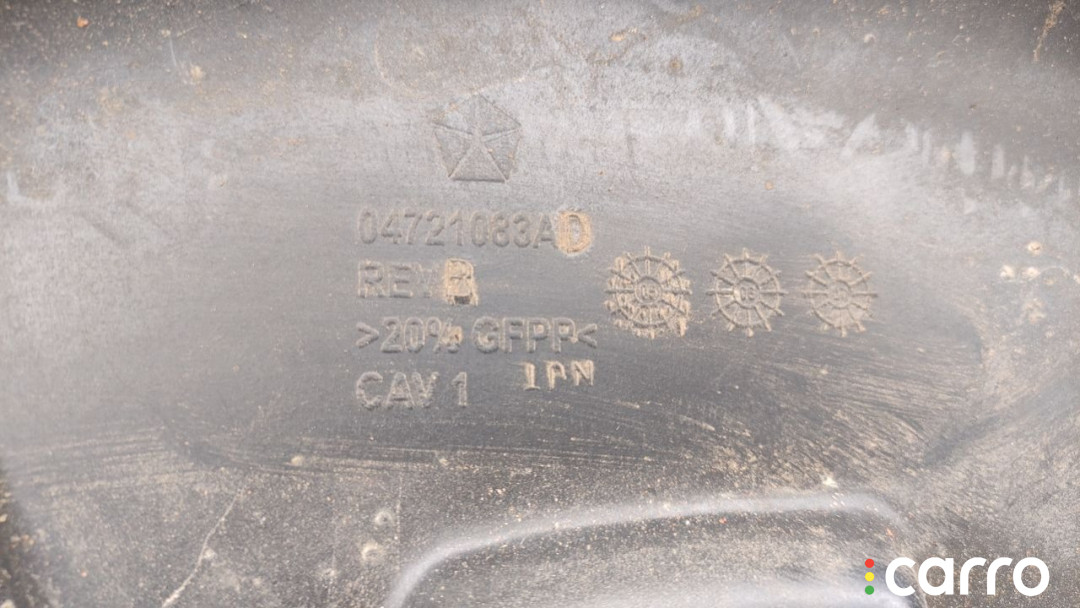 04721083AD
REV B
>20% GFPP<
CAV 1
carro